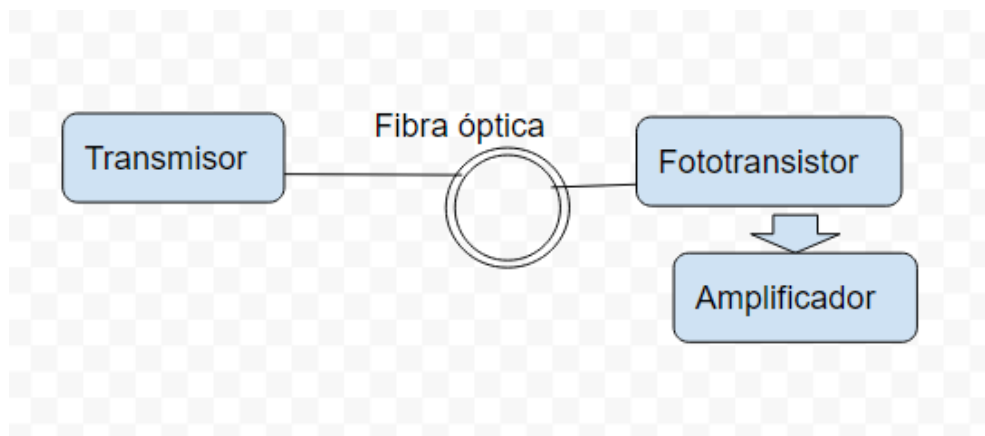 Fibra óptica
Transmisor
Fototransistor
Amplificador